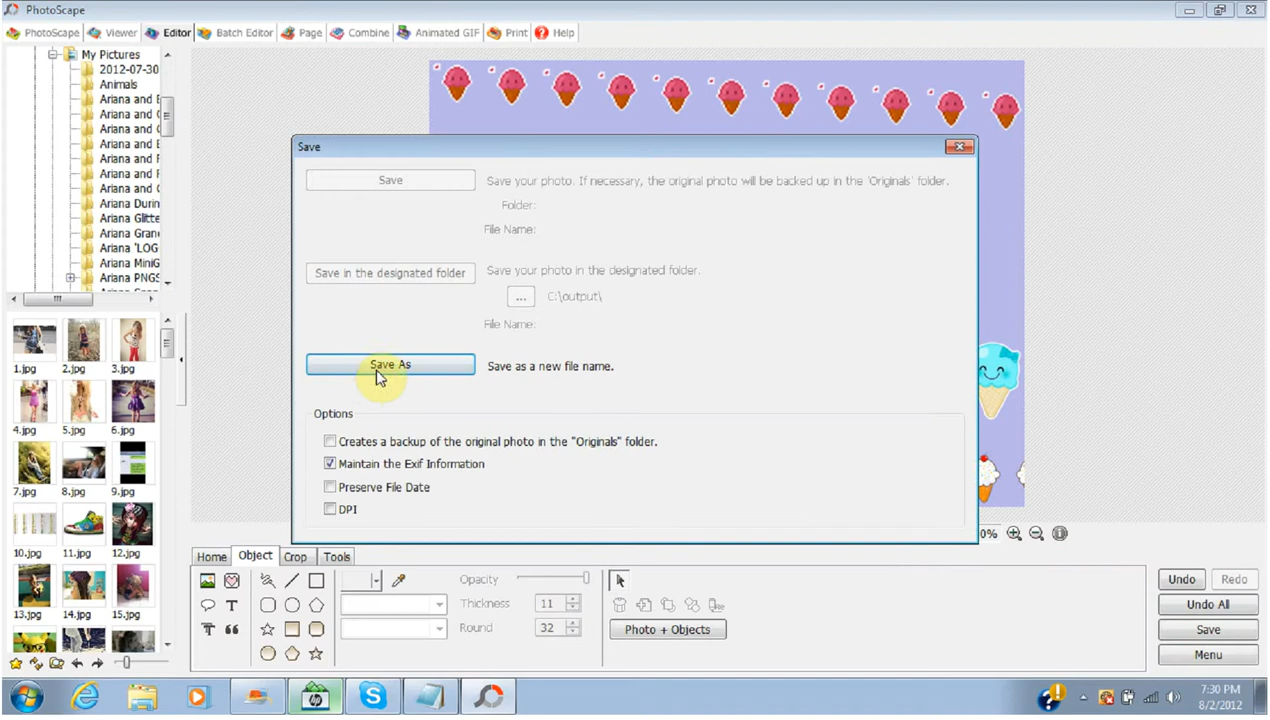 PhotoScape
PhotoScape Viewer Editor Batch Editor Page Combine Animated GIF Print Help
My Pictures
2012-07-30
Animals
Ariana and E
Ariana and C
Ariana and C
Ariana and E
Ariana and F
Ariana and F
Ariana and G
Ariana Durin
Ariana Glitte
Ariana Gran
Ariana 'LOG
Ariana MiniG
Ariana PNGS
1.jpg 2.jpg 3.jpg
4.jpg 5.jpg 6.jpg
7.jpg 8.jpg 9.jpg
10.jpg 11.jpg 12.jpg
13.jpg 14.jpg 15.jpg
Save
Save Save your photo. If necessary, the original photo will be backed up in the 'Originals' folder.
Folder:
File Name:
Save in the designated folder Save your photo in the designated folder.
... C:\output\
File Name:
Save As Save as a new file name.
Options
Creates a backup of the original photo in the "Originals" folder.
Maintain the Exif Information
Preserve File Date
DPI
0%
Home Object Crop Tools
Opacity
Thickness 11
Round 32
Photo + Objects
Undo Redo
Undo All
Save
Menu
7:30 PM
8/2/2012